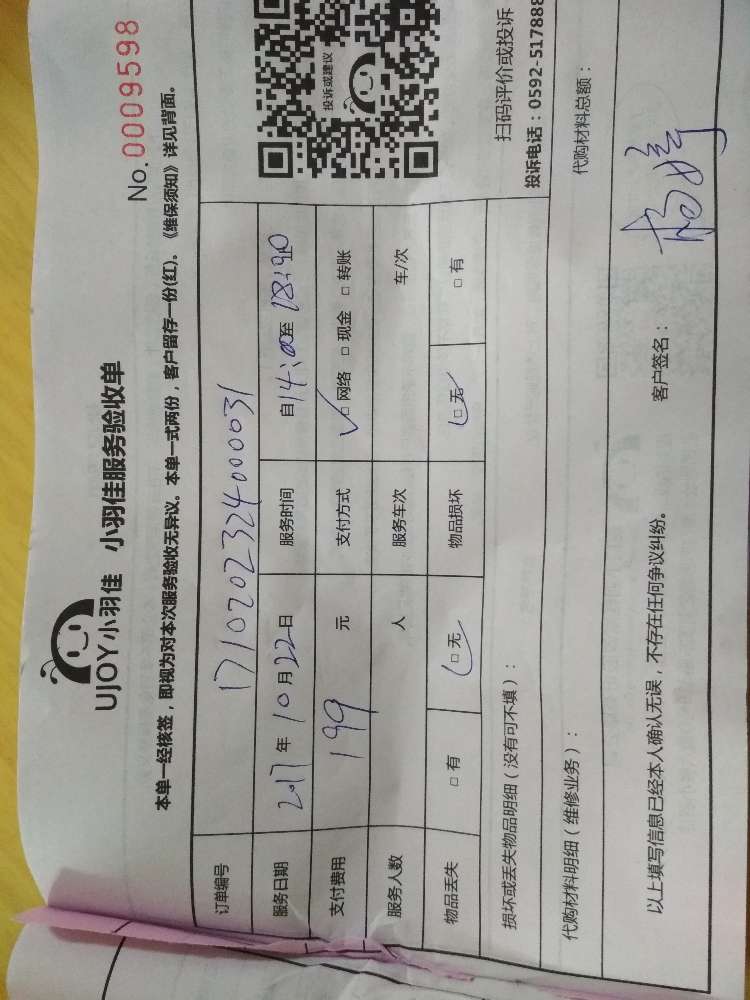 UJOY小羽佳 小羽佳服务验收单
No.0009598
本单一经核签，即视为对本次服务验收无异议。本单一式两份，客户留存一份(红)。《维保须知》详见背面。
订单编号 1710202324000031
服务日期 2017年10月22日 服务时间 自14:00至18:00
支付费用 199 元 支付方式 □网络 □现金 □转账
服务人数 人 服务车次 车/次
物品丢失 □有 □无 物品损坏 □无 □有
投诉或建议
扫码评价或投诉
投诉电话：0592-517888
损坏或丢失物品明细（没有可不填）：
代购材料明细（维修业务）： 代购材料总额：
以上填写信息已经本人确认无误，不存在任何争议纠纷。 客户签名：